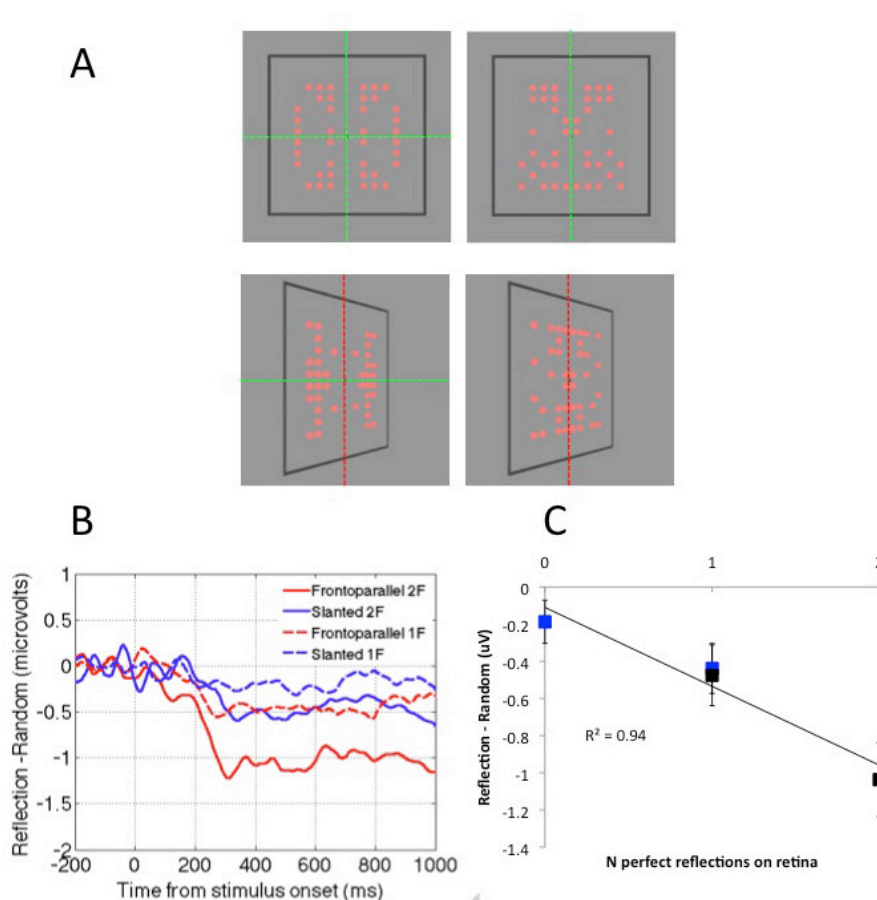 A
B
C
1
0.5
0
-0.5
-1
-1.5
-2
-200
0
200
400
600
800
1000
Reflection -Random (microvolts)
Time from stimulus onset (ms)
Frontoparallel 2F
Slanted 2F
Frontoparallel 1F
Slanted 1F
0
1
2
0
-0.2
-0.4
-0.6
-0.8
-1
-1.2
-1.4
Reflection - Random (uV)
R² = 0.94
N perfect reflections on retina